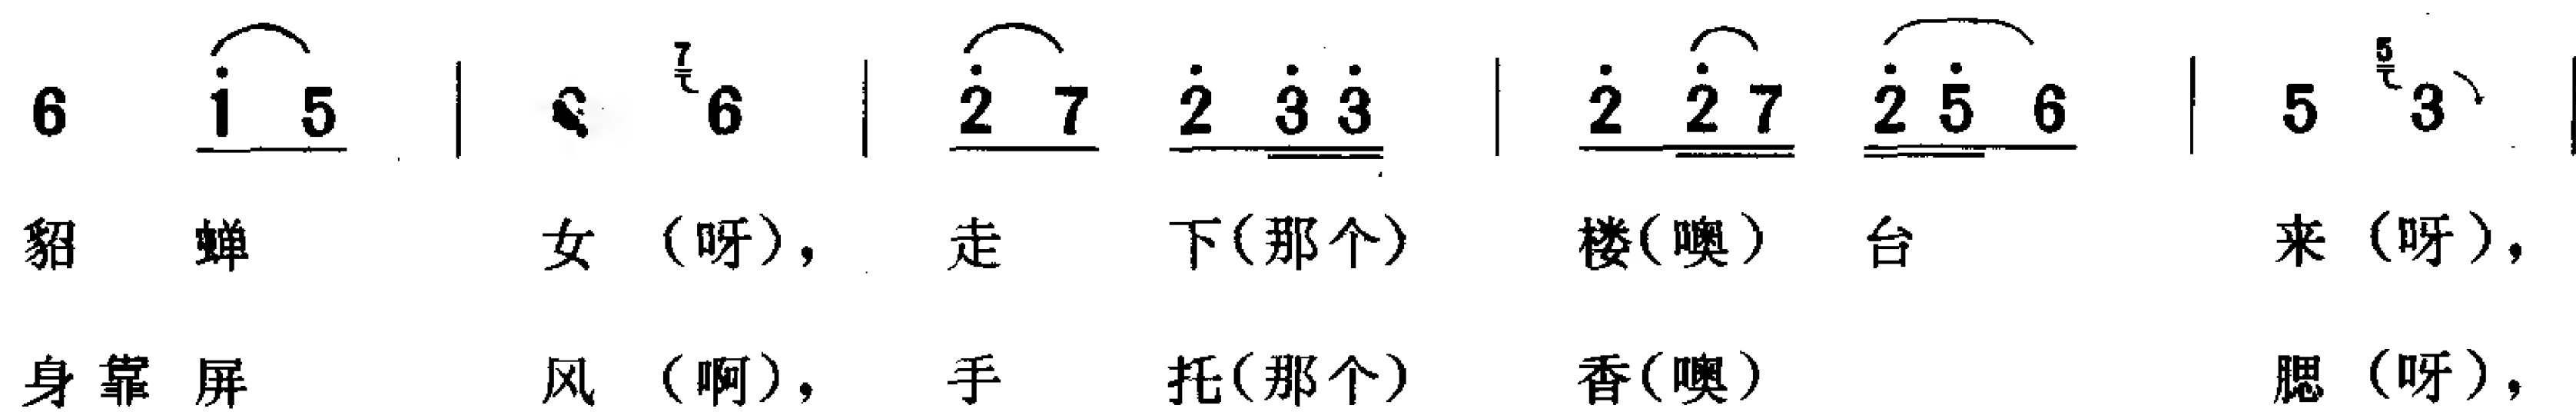 6 i 5 | 7 6 | 2 7 2 3 3 | 2 2 7 2 5 6 | 5 5 3 |
貂 蝉 女 (呀), 走 下(那个) 楼(噢) 台 来 (呀),
身 靠 屏 风 (啊), 手 托(那个) 香(噢) 腮 (呀),